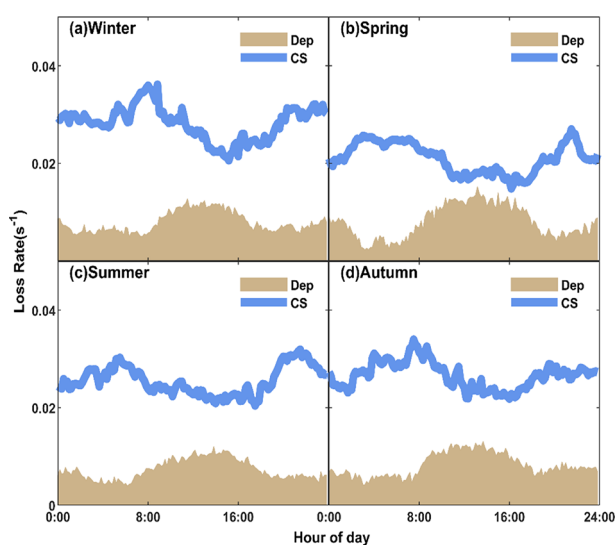 (a)Winter
Dep
CS
(b)Spring
Dep
CS
0.04
0.02
(c)Summer
Dep
CS
(d)Autumn
Dep
CS
0.04
0.02
0
Loss Rate(s⁻¹)
0:00
8:00
16:00
0:00
8:00
16:00
24:00
Hour of day